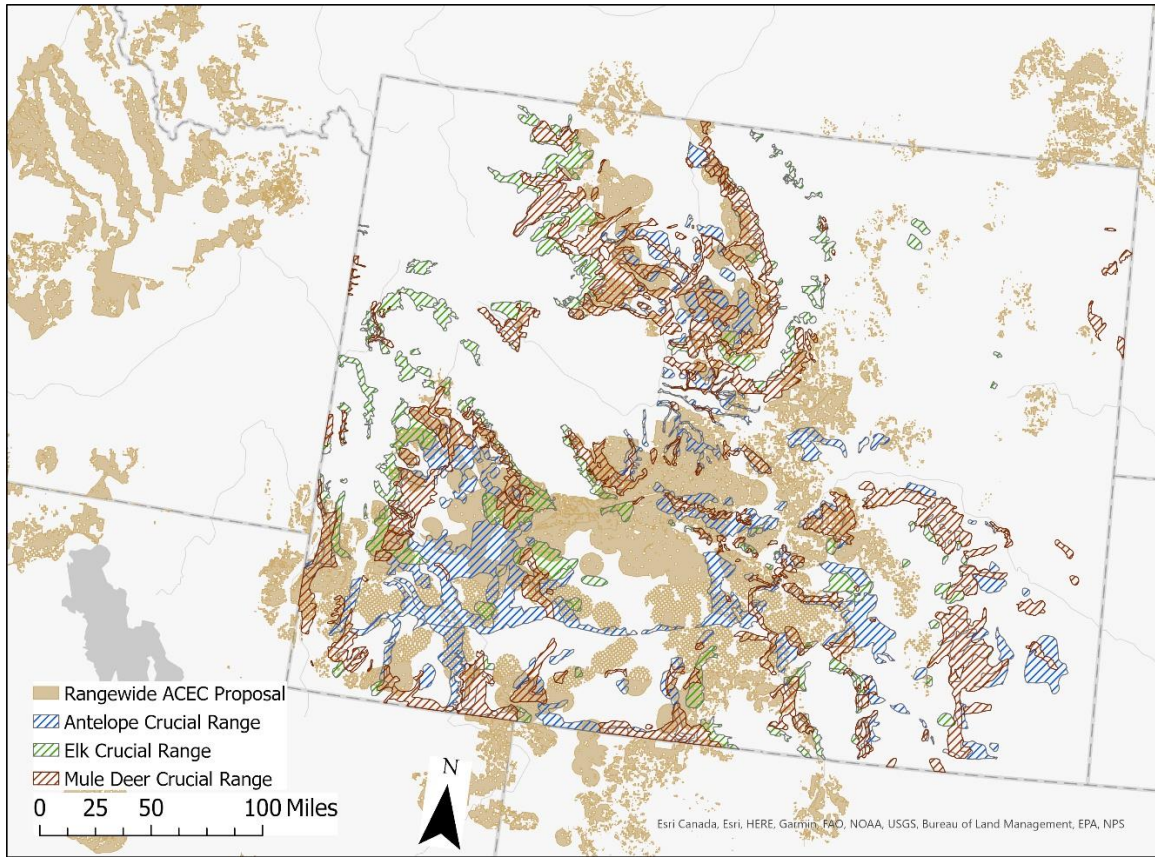 Rangewide ACEC Proposal
Antelope Crucial Range
Elk Crucial Range
Mule Deer Crucial Range
0 25 50 100 Miles
N
Esri Canada, Esri, HERE, Garmin, FAO, NOAA, USGS, Bureau of Land Management, EPA, NPS